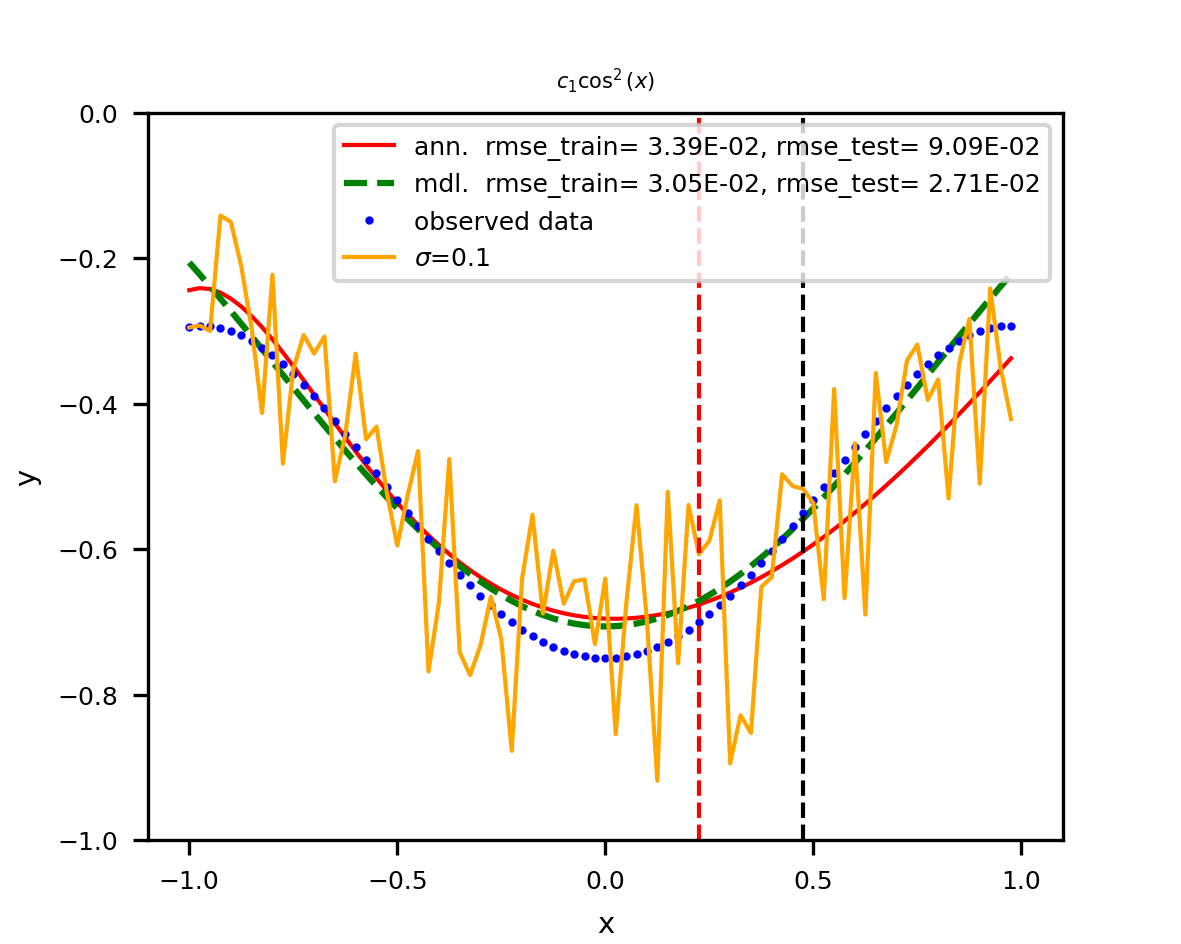 c₁cos²(x)
0.0
−0.2
−0.4
−0.6
−0.8
−1.0
y
ann.  rmse_train= 3.39E-02, rmse_test= 9.09E-02
mdl.  rmse_train= 3.05E-02, rmse_test= 2.71E-02
observed data
σ=0.1
−1.0 −0.5 0.0 0.5 1.0
x